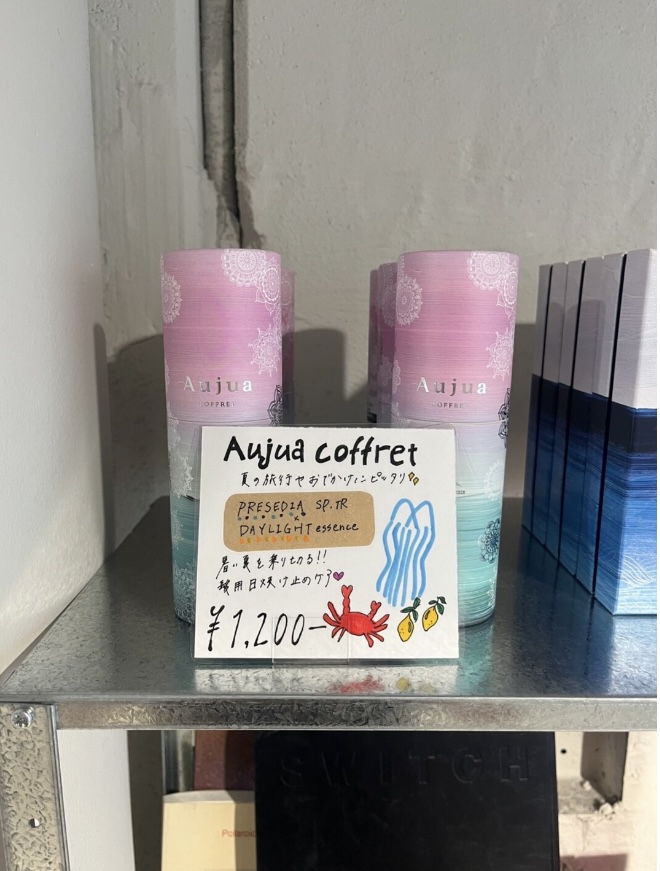 Aujua
COFFRET
Aujua
COFFRET
Aujua coffret
夏の旅行やおでかけにピッタリ
PRESEDIA SP.TR
×
DAYLIGHT essence
暑い夏を乗りきる!!
髪用日焼け止めケア
¥1,200-
SWITCH
Polaroid